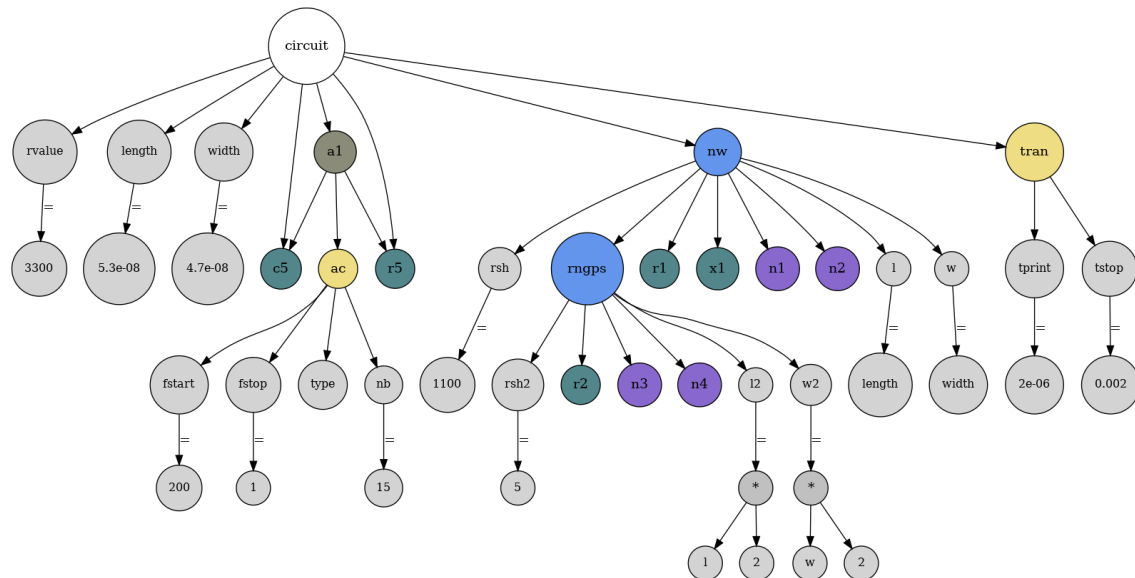 circuit
rvalue length width a1 nw tran
= = =
3300 5.3e-08 4.7e-08 c5 ac r5 rsh rngps r1 x1 n1 n2 l w tprint tstop
= = = = =
fstart fstop type nb 1100 rsh2 r2 n3 n4 l2 w2 length width 2e-06 0.002
= = = = = =
200 1 15 5 * *
l 2 w 2